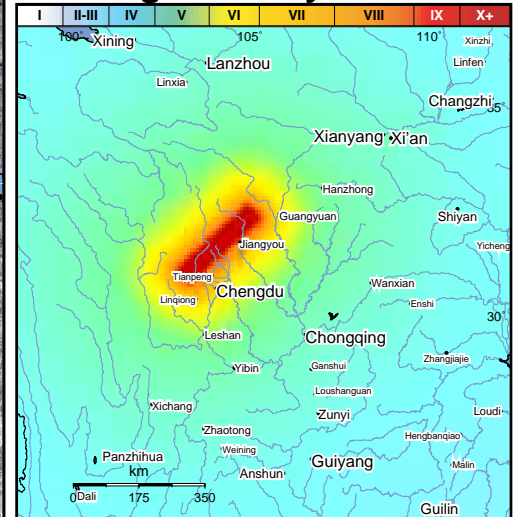 I II-III IV V VI VII VIII IX X+
100° 105° 110°
Xining
Xinzhi
Lanzhou
Linfen
Linxia
Changzhi
35°
Xianyang Xi'an
Hanzhong
Guangyuan
Shiyan
Jiangyou
Yicheng
Tianpeng
Wanxian
Chengdu
Linqiong
Enshi
30°
Leshan
Chongqing
Zhangjiajie
Yibin
Ganshui
Loushanguan
Xichang
Zunyi
Loudi
Zhaotong
Hengbanqiao
Weining
Panzhihua
Guiyang
Malin
km
Anshun
0 175 350
Dali
Guilin